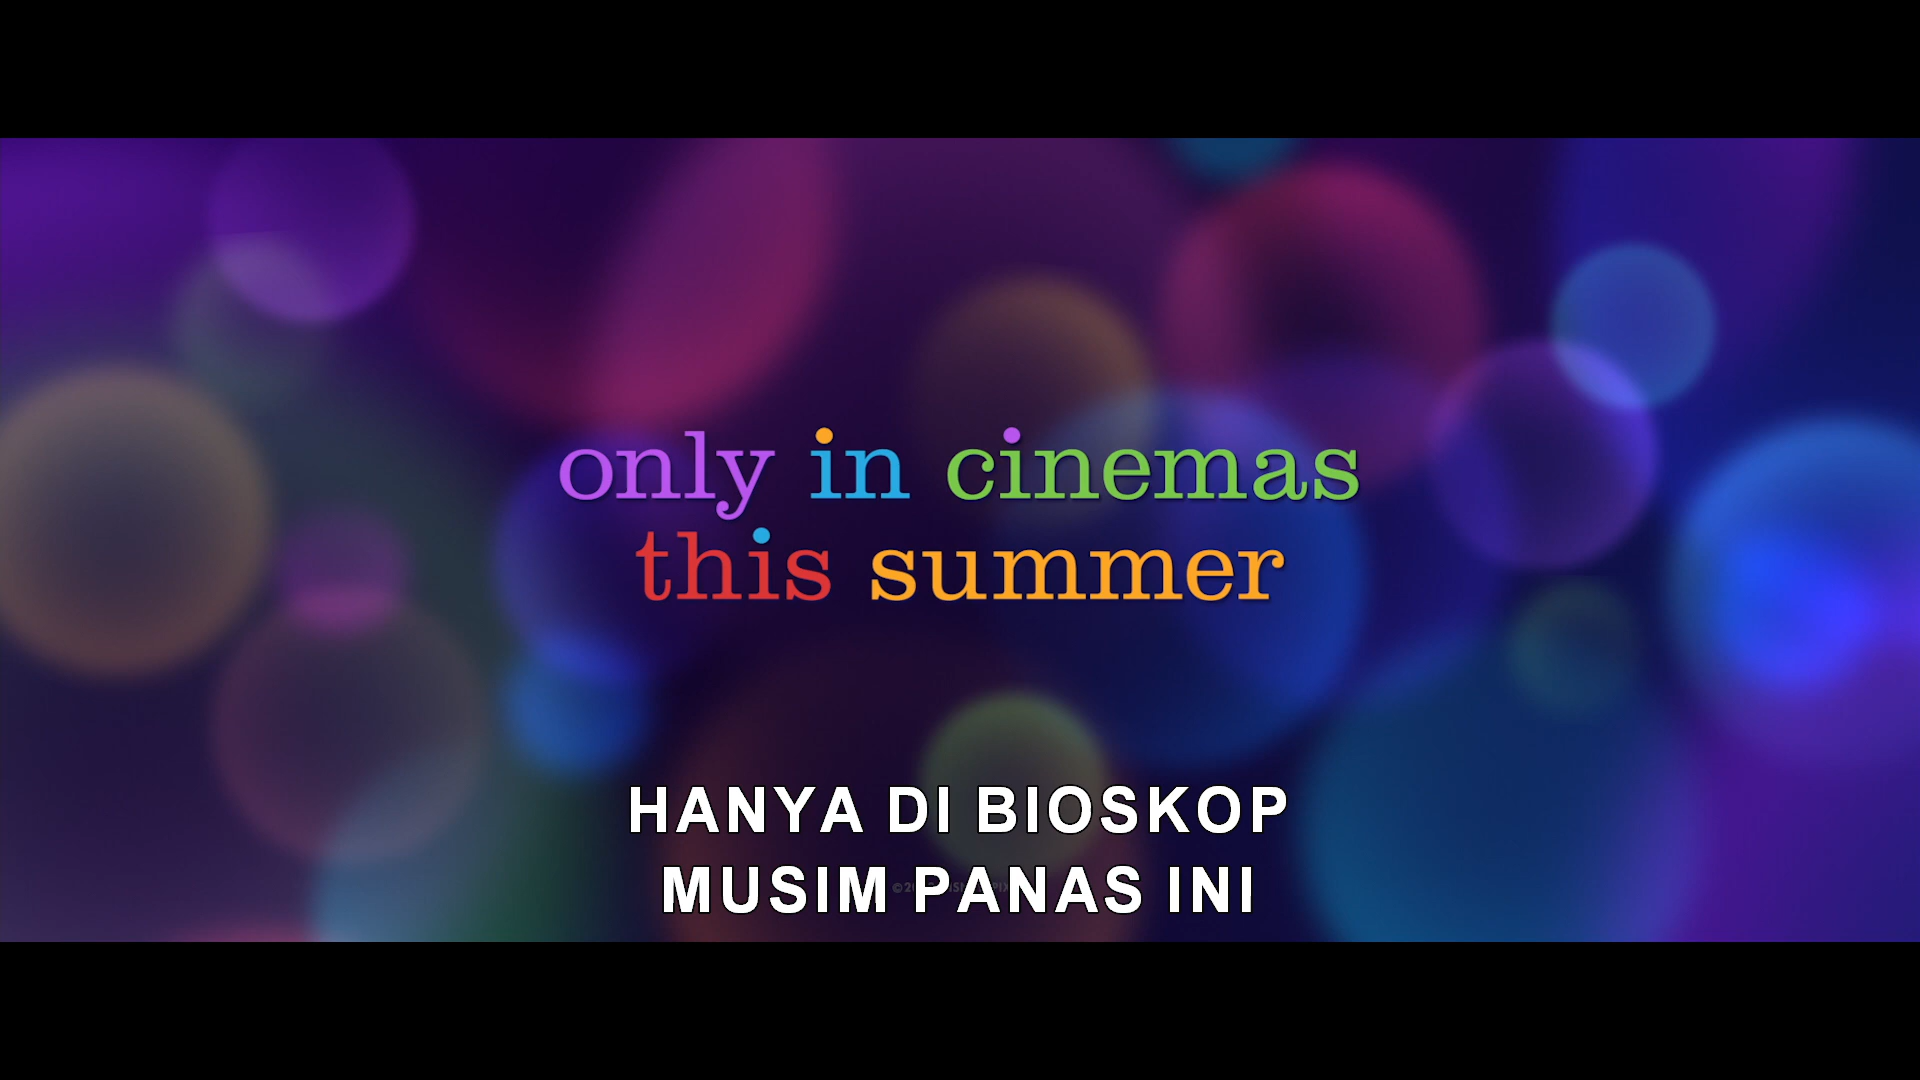 only in cinemas
this summer
HANYA DI BIOSKOP
MUSIM PANAS INI